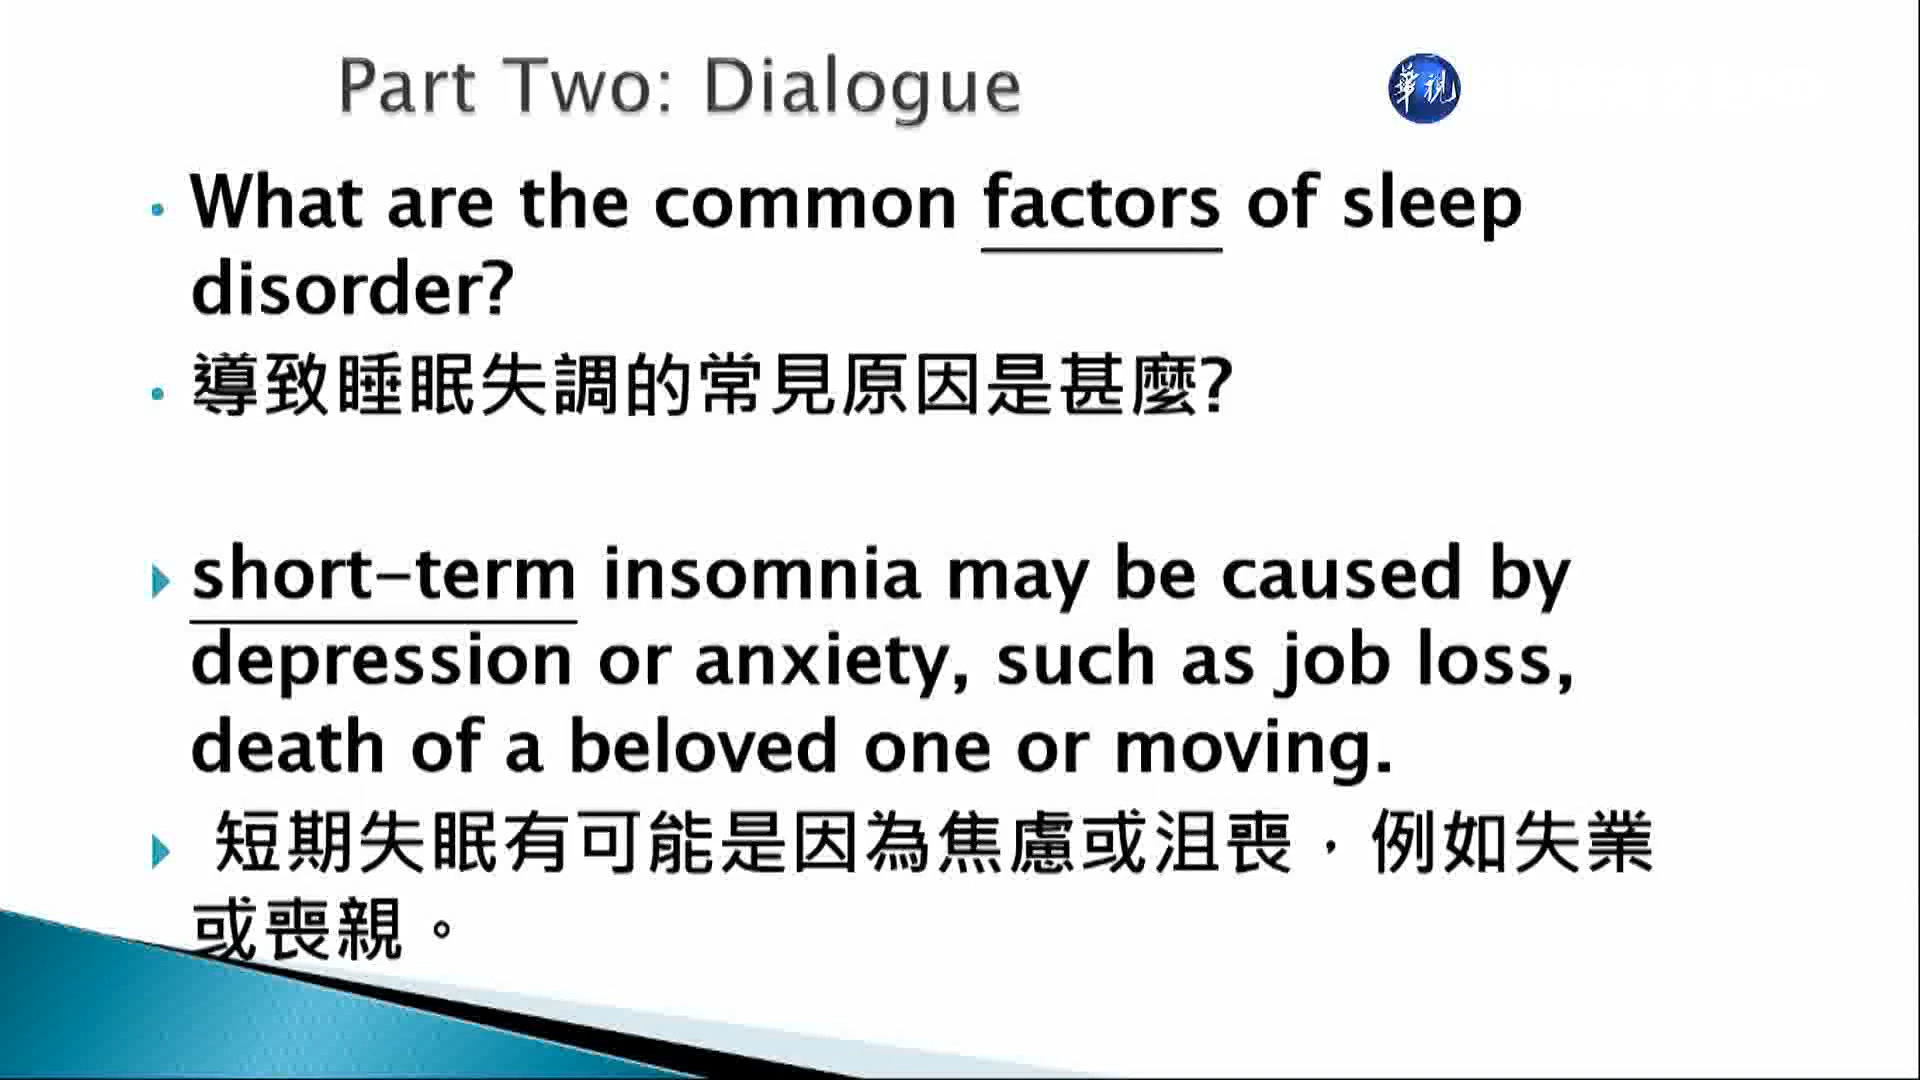 Part Two: Dialogue
華視
What are the common factors of sleep
disorder?
導致睡眠失調的常見原因是甚麼?
short-term insomnia may be caused by
depression or anxiety, such as job loss,
death of a beloved one or moving.
短期失眠有可能是因為焦慮或沮喪，例如失業
或喪親。